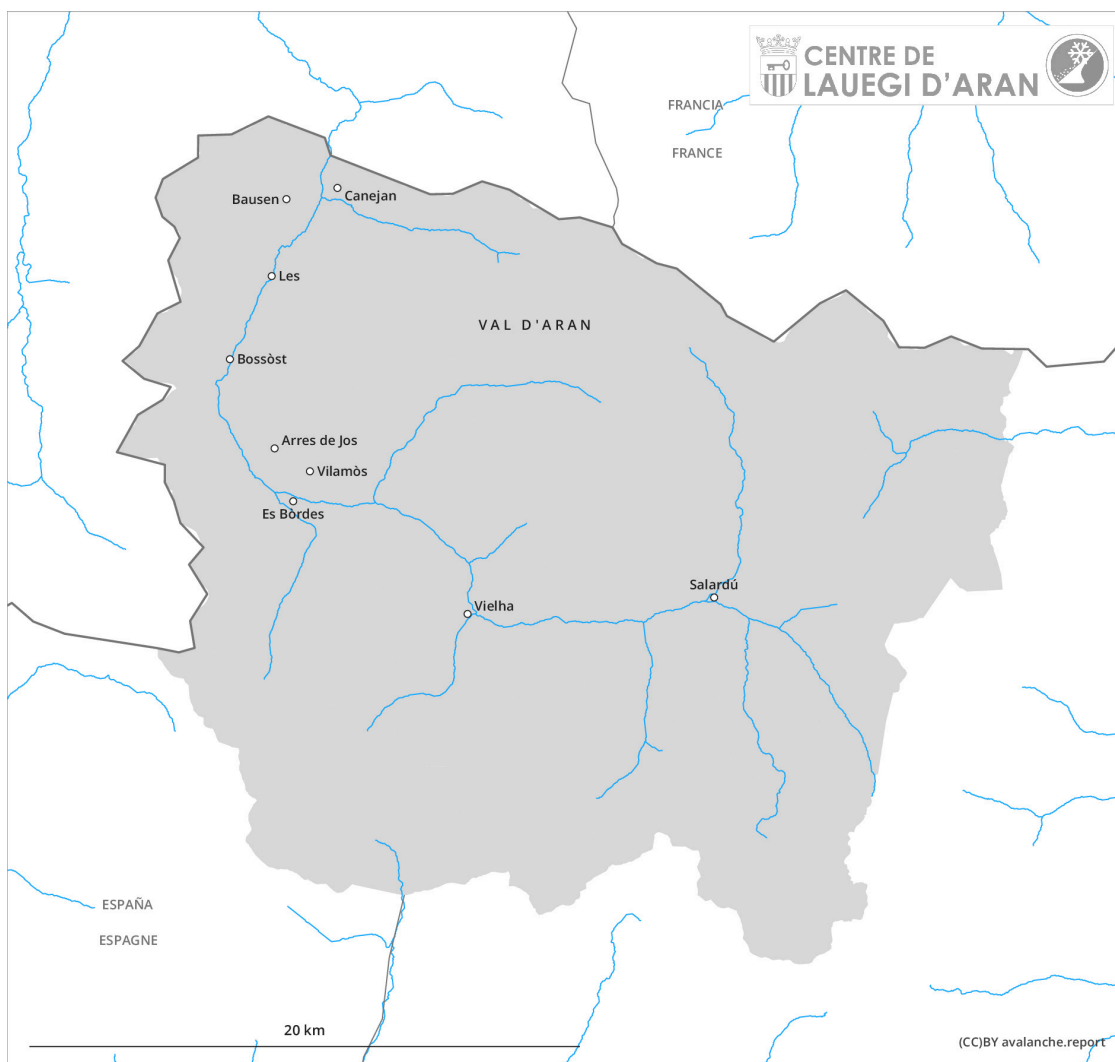 CENTRE DE
LAUEGI D'ARAN
FRANCIA
FRANCE
Bausen
Canejan
Les
VAL D'ARAN
Bossòst
Arres de Jos
Vilamòs
Es Bòrdes
Salardú
Vielha
ESPAÑA
ESPAGNE
20 km
(CC)BY avalanche.report